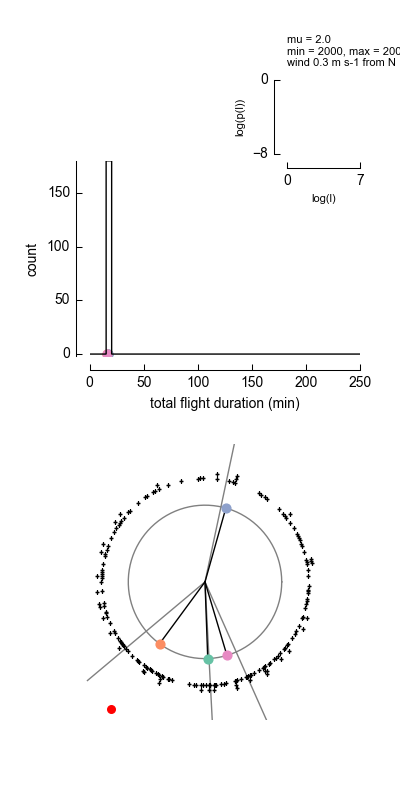 mu = 2.0
min = 2000, max = 200
wind 0.3 m s-1 from N
0
log(p(l))
−8
0 7
log(l)
150
100
50
0
count
0 50 100 150 200 250
total flight duration (min)